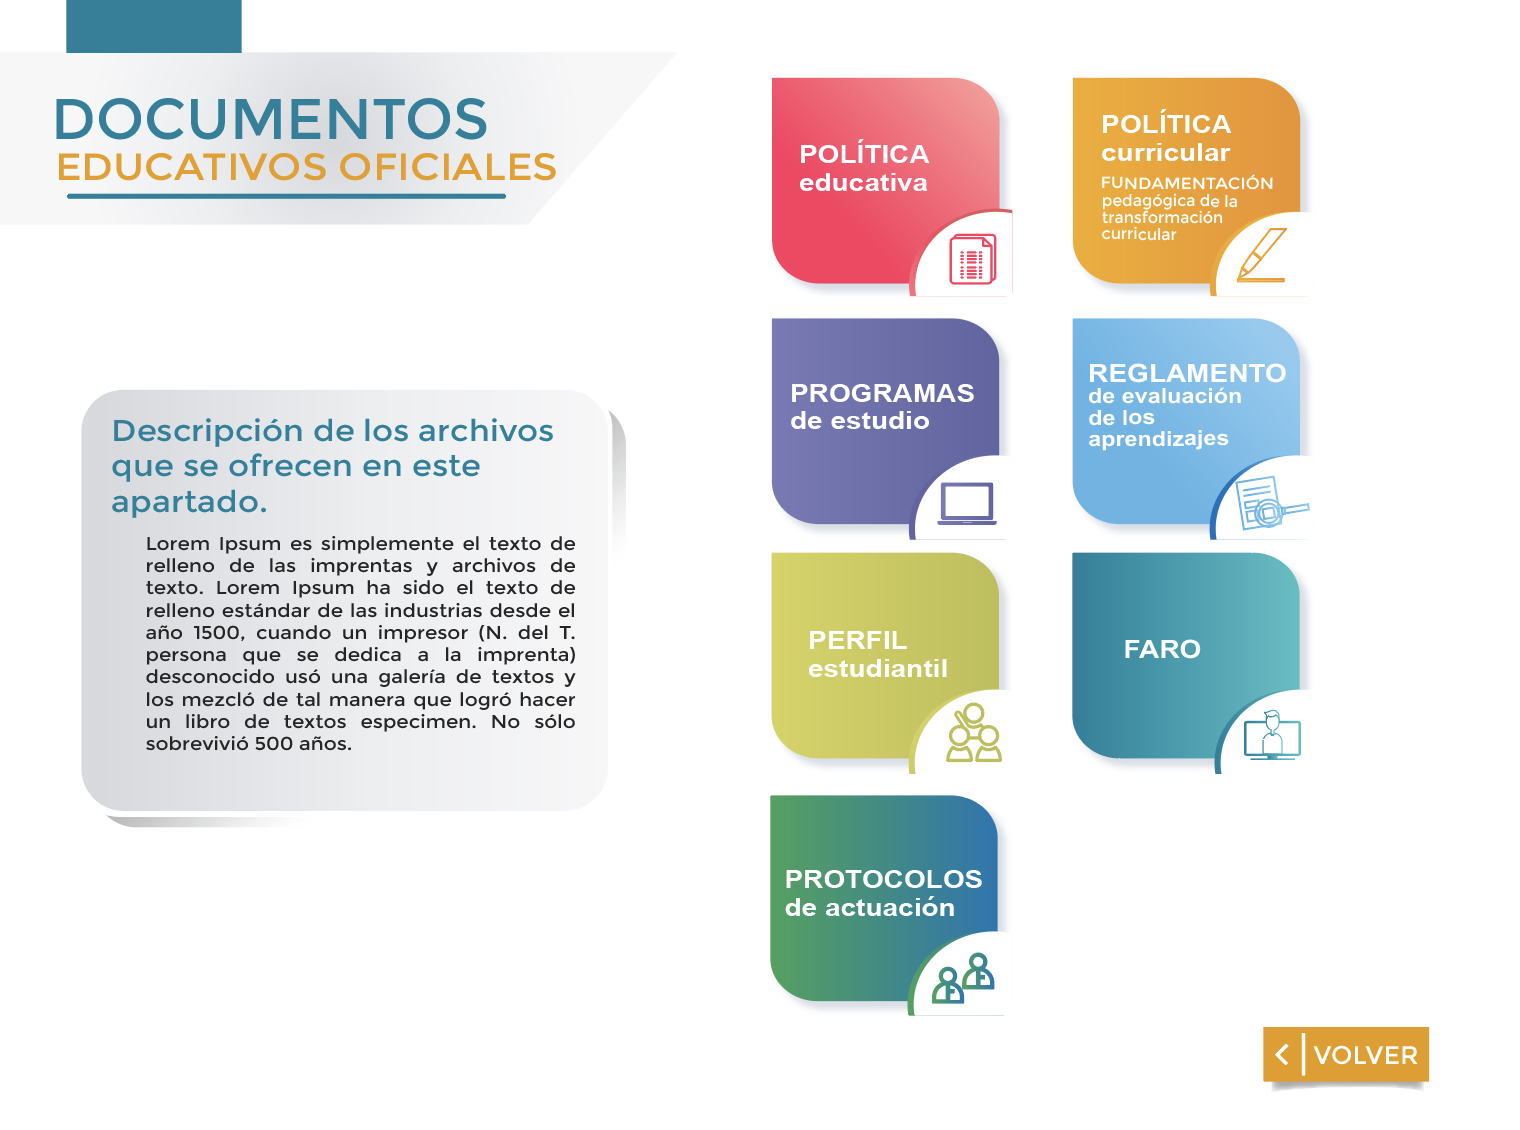 DOCUMENTOS
EDUCATIVOS OFICIALES
Descripción de los archivos
que se ofrecen en este
apartado.
Lorem Ipsum es simplemente el texto de
relleno de las imprentas y archivos de
texto. Lorem Ipsum ha sido el texto de
relleno estándar de las industrias desde el
año 1500, cuando un impresor (N. del T.
persona que se dedica a la imprenta)
desconocido usó una galería de textos y
los mezcló de tal manera que logró hacer
un libro de textos especimen. No sólo
sobrevivió 500 años.
POLÍTICA
educativa
POLÍTICA
curricular
FUNDAMENTACIÓN
pedagógica de la
transformación
curricular
PROGRAMAS
de estudio
REGLAMENTO
de evaluación
de los
aprendizajes
PERFIL
estudiantil
FARO
PROTOCOLOS
de actuación
VOLVER